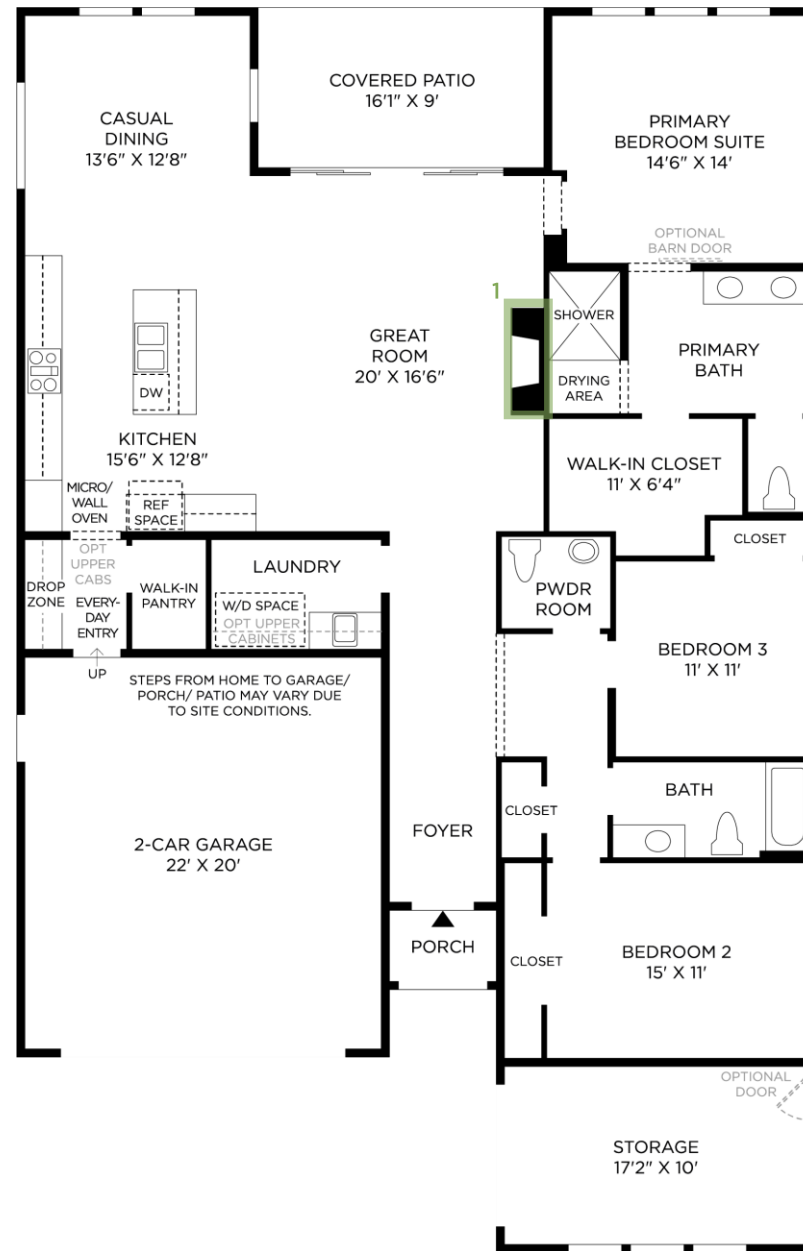 COVERED PATIO
16'1" X 9'
CASUAL
DINING
13'6" X 12'8"
PRIMARY
BEDROOM SUITE
14'6" X 14'
OPTIONAL
BARN DOOR
1
SHOWER
GREAT
ROOM
20' X 16'6"
PRIMARY
BATH
DRYING
AREA
DW
KITCHEN
15'6" X 12'8"
WALK-IN CLOSET
11' X 6'4"
MICRO/
WALL
OVEN
REF
SPACE
CLOSET
OPT
UPPER
CABS
DROP
ZONE
EVERY-
DAY
ENTRY
WALK-IN
PANTRY
LAUNDRY
W/D SPACE
OPT UPPER
CABINETS
PWDR
ROOM
BEDROOM 3
11' X 11'
UP
STEPS FROM HOME TO GARAGE/
PORCH/ PATIO MAY VARY DUE
TO SITE CONDITIONS.
BATH
CLOSET
FOYER
2-CAR GARAGE
22' X 20'
PORCH
CLOSET
BEDROOM 2
15' X 11'
OPTIONAL
DOOR
STORAGE
17'2" X 10'